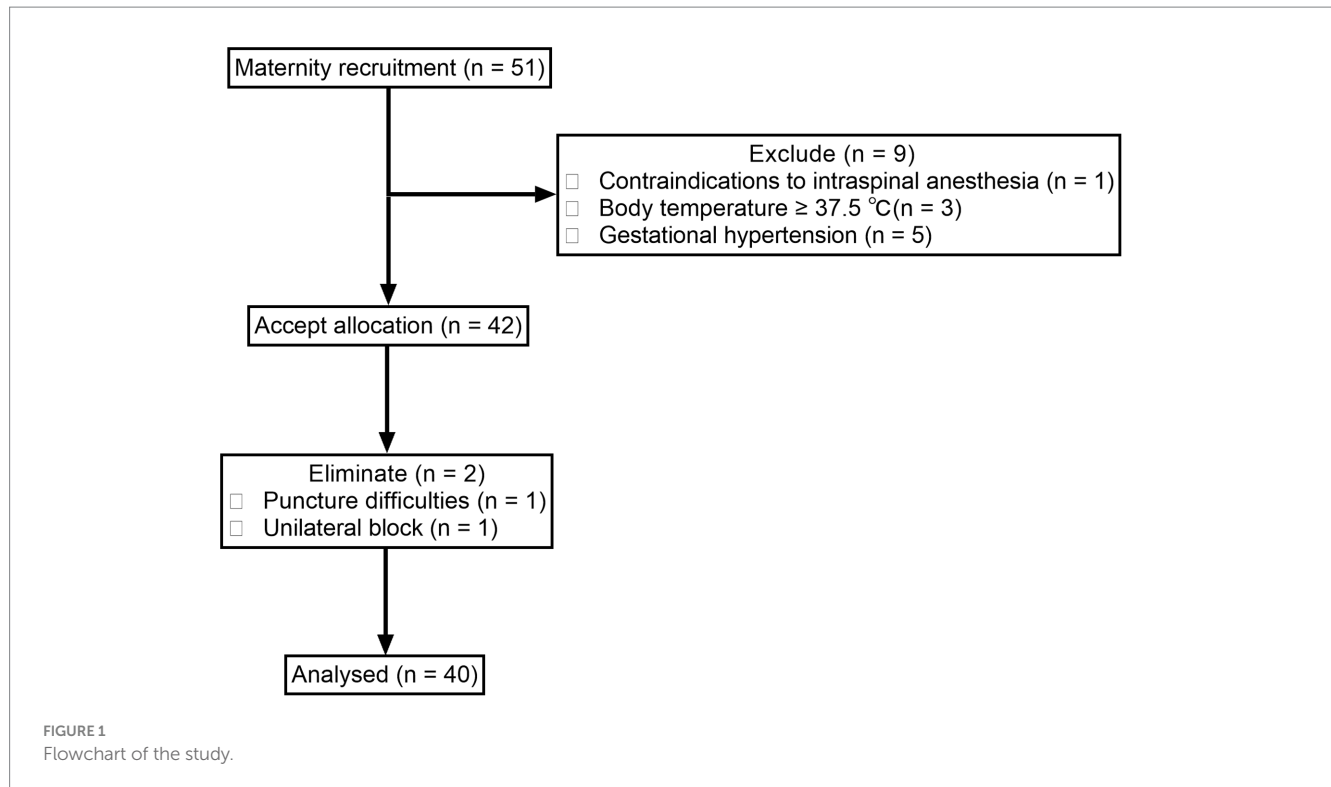 Maternity recruitment (n = 51)
Exclude (n = 9)
□ Contraindications to intraspinal anesthesia (n = 1)
□ Body temperature ≥ 37.5 ℃(n = 3)
□ Gestational hypertension (n = 5)
Accept allocation (n = 42)
Eliminate (n = 2)
□ Puncture difficulties (n = 1)
□ Unilateral block (n = 1)
Analysed (n = 40)
FIGURE 1
Flowchart of the study.